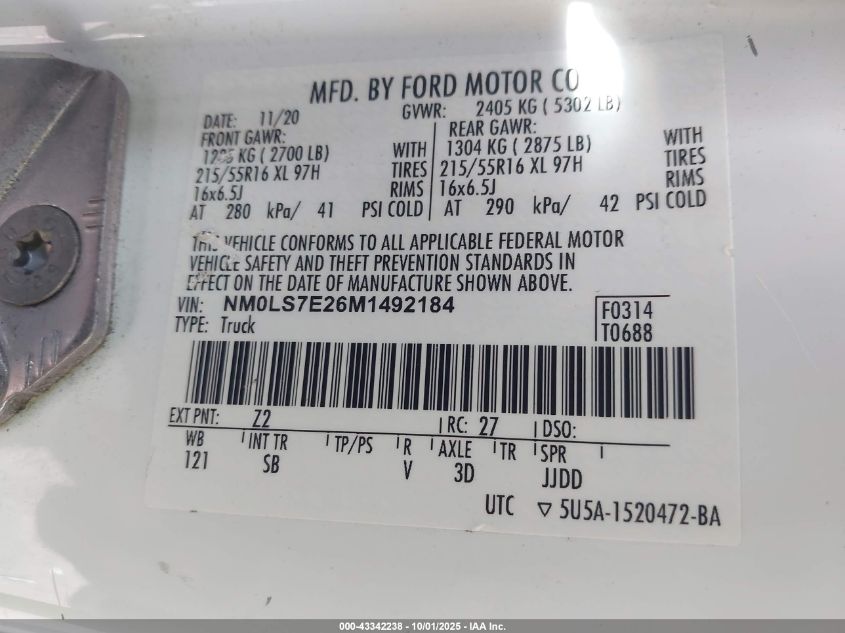 MFD. BY FORD MOTOR CO
DATE: 11/20 GVWR: 2405 KG ( 5302 LB)
FRONT GAWR: REAR GAWR:
KG ( 2700 LB) WITH 1304 KG ( 2875 LB) WITH
215/55R16 XL 97H TIRES 215/55R16 XL 97H TIRES
16x6.5J RIMS 16x6.5J RIMS
AT 280 kPa/ 41 PSI COLD AT 290 kPa/ 42 PSI COLD
THIS VEHICLE CONFORMS TO ALL APPLICABLE FEDERAL MOTOR
VEHICLE SAFETY AND THEFT PREVENTION STANDARDS IN
EFFECT ON THE DATE OF MANUFACTURE SHOWN ABOVE.
VIN: NM0LS7E26M1492184 F0314
TYPE: Truck T0688
EXT PNT: Z2 RC: 27 DSO:
WB INT TR TP/PS R AXLE TR SPR
121 SB V 3D JJDD
UTC ▽ 5U5A-1520472-BA
000-43342238 - 10/01/2025 - IAA Inc.